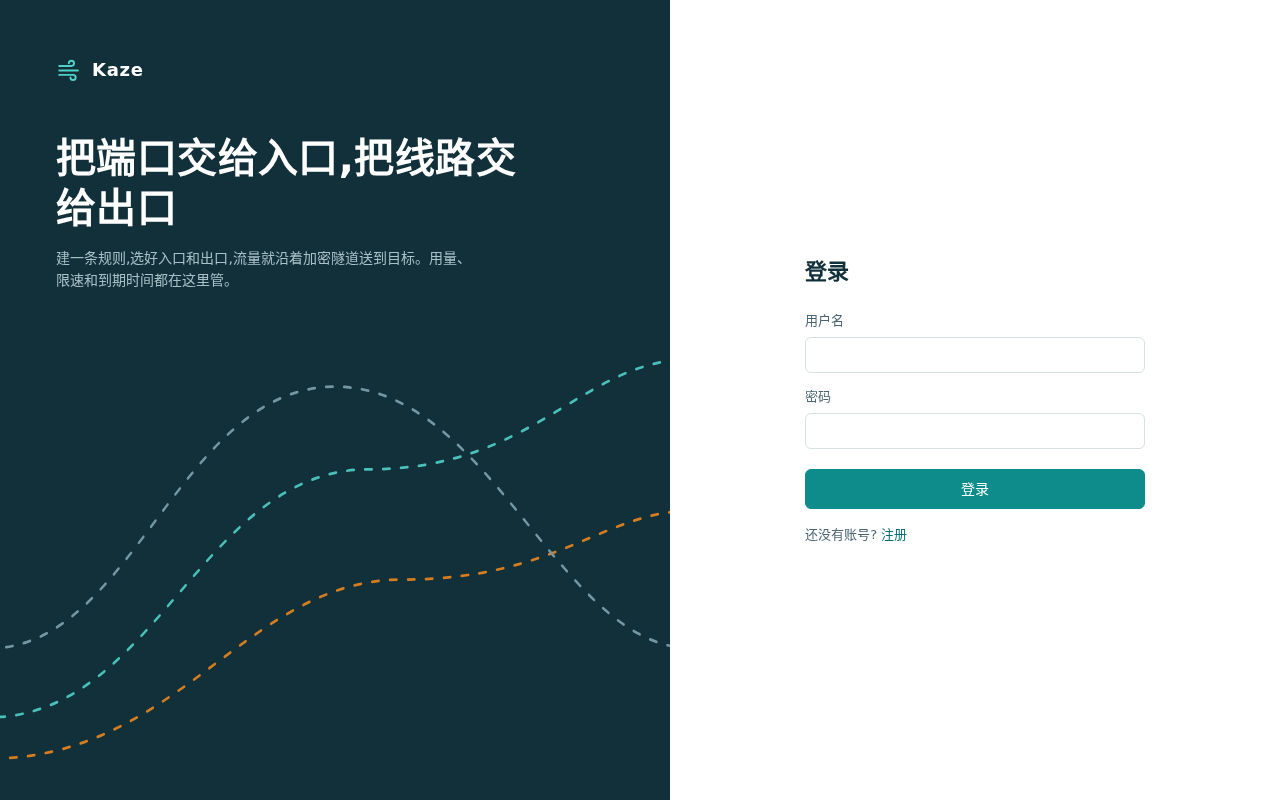 Kaze
把端口交给入口,把线路交
给出口
建一条规则,选好入口和出口,流量就沿着加密隧道送到目标。用量、
限速和到期时间都在这里管。
登录
用户名
密码
登录
还没有账号? 注册